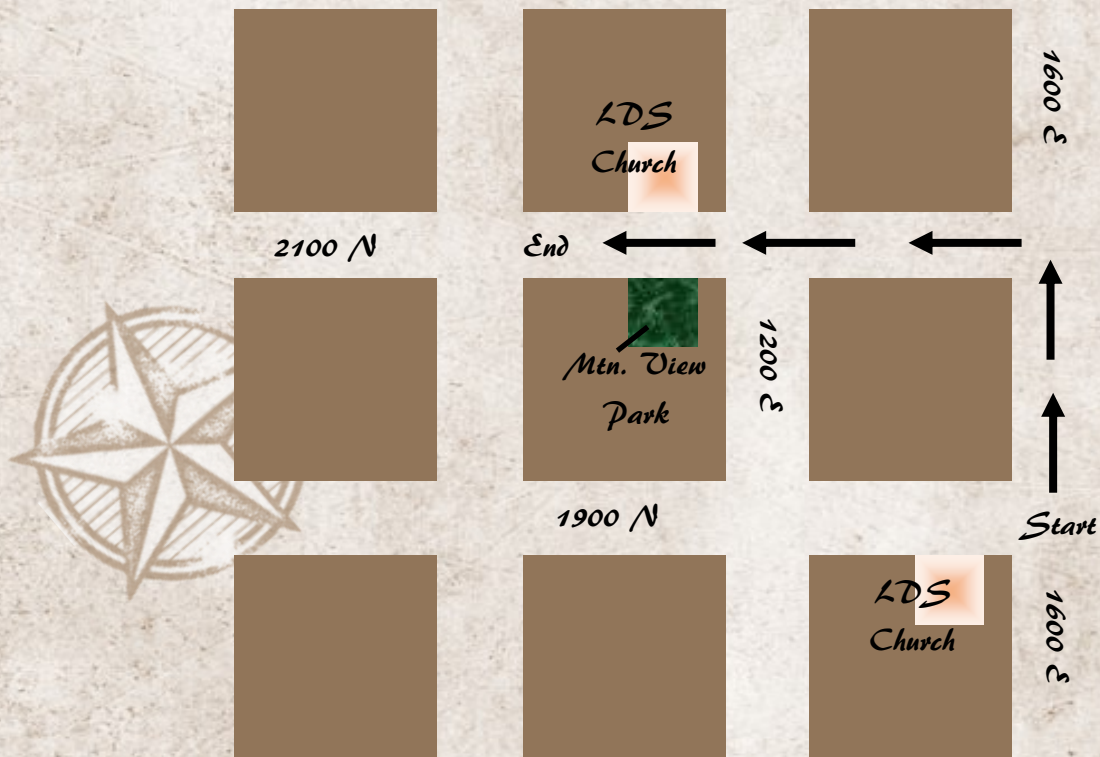 1600 E
LDS
Church
2100 N
End
1200 E
Mtn. View
Park
1900 N
Start
LDS
Church
1600 E